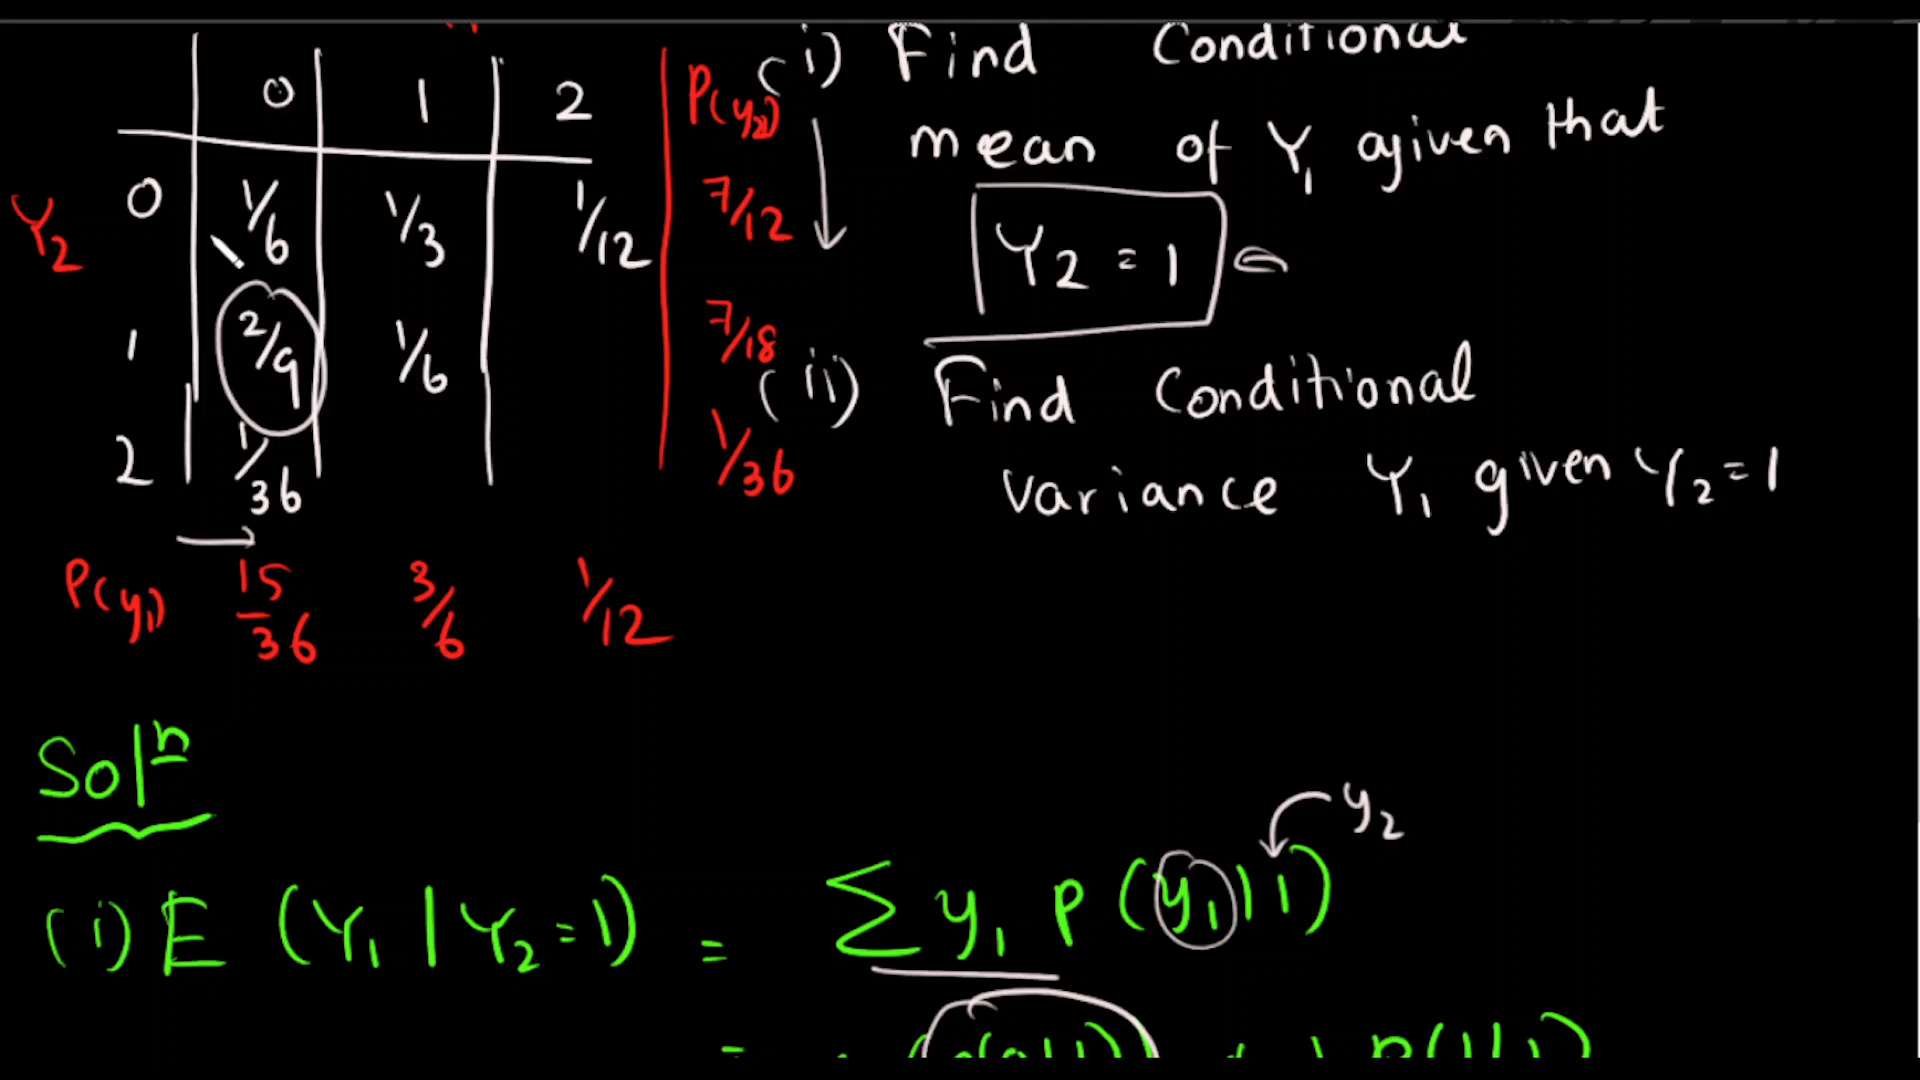 0 1 2 P(y2)
Y2 0 1/6 1/3 1/12 7/12
1 2/9 1/6 7/18
2 1/36 1/36
P(y1) 15/36 3/6 1/12
(i) Find Conditional
mean of Y1 given that
Y2 = 1
(ii) Find Conditional
variance Y1 given Y2 = 1
Solⁿ
y2
(i) E (Y1 | Y2 = 1) = Σ y1 P (y1 | 1)